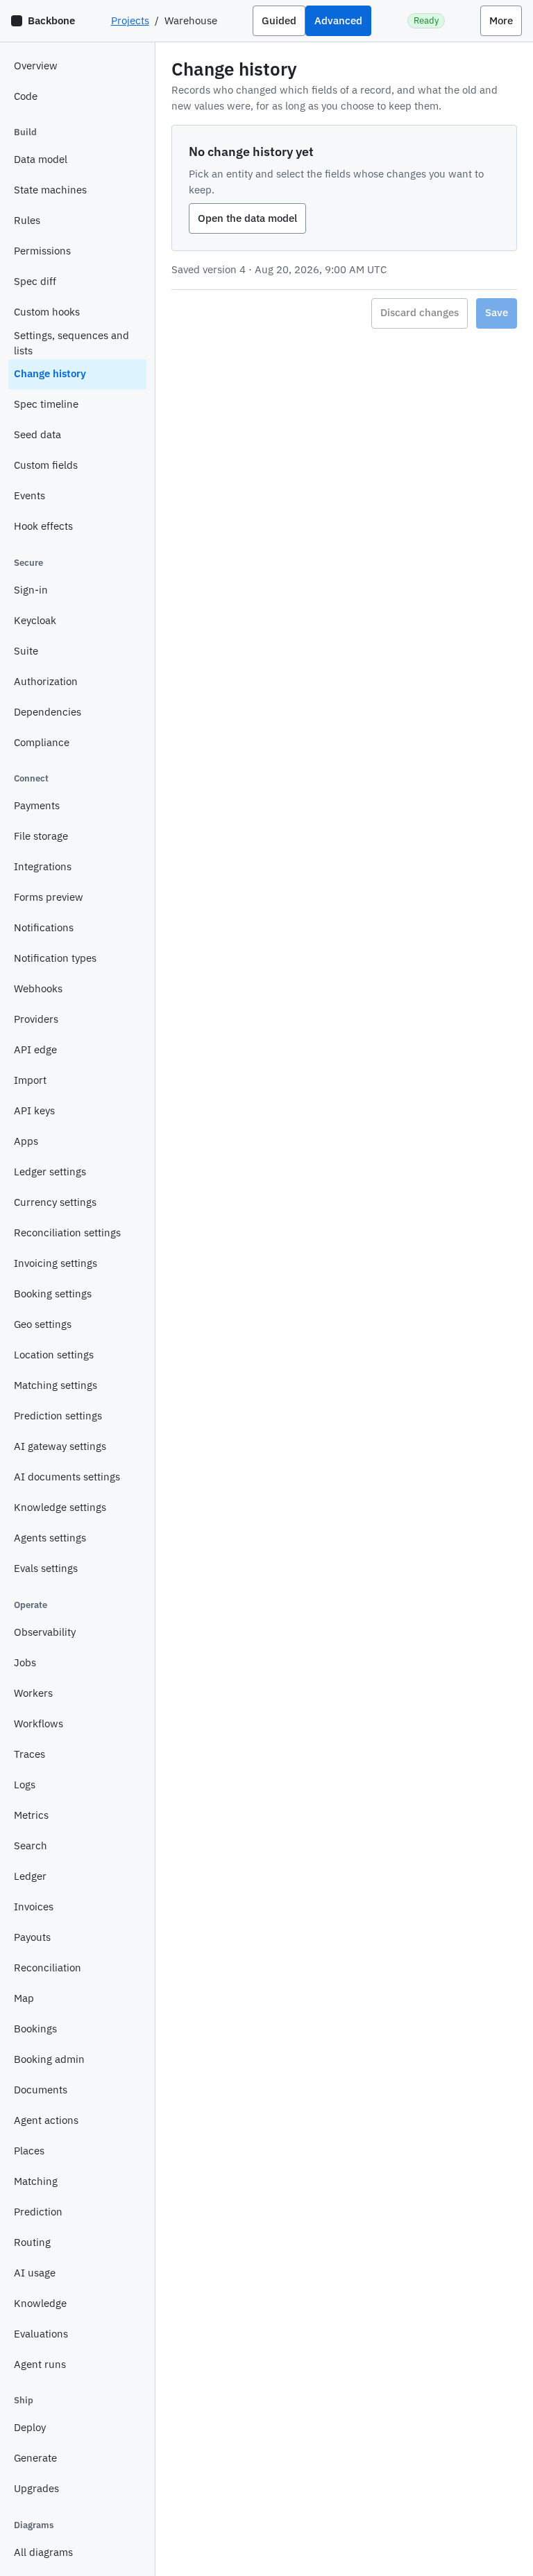 Backbone
Projects / Warehouse
Guided
Advanced
Ready
More
Overview
Code
Build
Data model
State machines
Rules
Permissions
Spec diff
Custom hooks
Settings, sequences and
lists
Change history
Spec timeline
Seed data
Custom fields
Events
Hook effects
Secure
Sign-in
Keycloak
Suite
Authorization
Dependencies
Compliance
Connect
Payments
File storage
Integrations
Forms preview
Notifications
Notification types
Webhooks
Providers
API edge
Import
API keys
Apps
Ledger settings
Currency settings
Reconciliation settings
Invoicing settings
Booking settings
Geo settings
Location settings
Matching settings
Prediction settings
AI gateway settings
AI documents settings
Knowledge settings
Agents settings
Evals settings
Operate
Observability
Jobs
Workers
Workflows
Traces
Logs
Metrics
Search
Ledger
Invoices
Payouts
Reconciliation
Map
Bookings
Booking admin
Documents
Agent actions
Places
Matching
Prediction
Routing
AI usage
Knowledge
Evaluations
Agent runs
Ship
Deploy
Generate
Upgrades
Diagrams
All diagrams
Change history
Records who changed which fields of a record, and what the old and
new values were, for as long as you choose to keep them.
No change history yet
Pick an entity and select the fields whose changes you want to
keep.
Open the data model
Saved version 4 · Aug 20, 2026, 9:00 AM UTC
Discard changes
Save